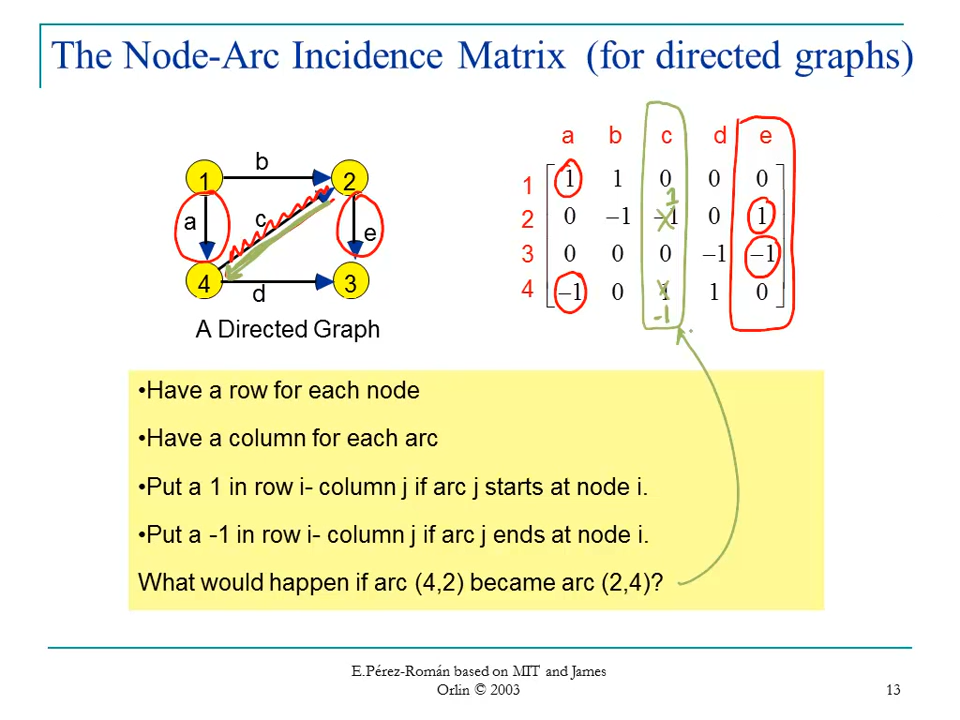 The Node-Arc Incidence Matrix (for directed graphs)
a b c d e
1 1 1 0 0 0
2 0 –1 –1 0 1
1
3 0 0 0 –1 –1
4 –1 0 1 1 0
-1
b
1 2
a c e
4 3
d
A Directed Graph
•Have a row for each node
•Have a column for each arc
•Put a 1 in row i- column j if arc j starts at node i.
•Put a -1 in row i- column j if arc j ends at node i.
What would happen if arc (4,2) became arc (2,4)?
E.Pérez-Román based on MIT and James
Orlin © 2003
13